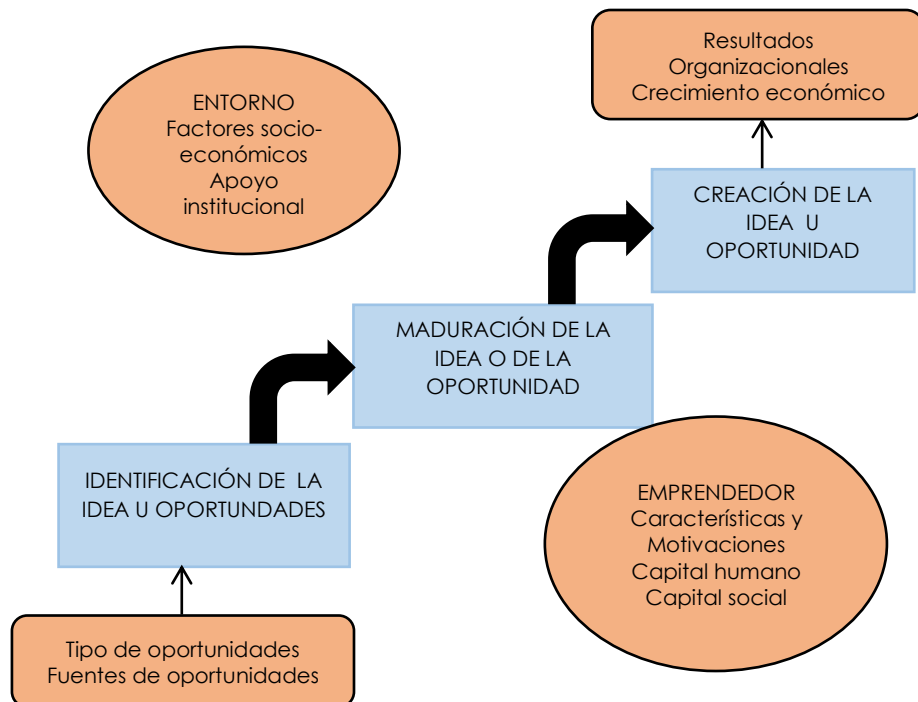 Resultados
Organizacionales
Crecimiento económico
ENTORNO
Factores socio-
económicos
Apoyo
institucional
CREACIÓN DE LA
IDEA U
OPORTUNIDAD
MADURACIÓN DE LA
IDEA O DE LA
OPORTUNIDAD
IDENTIFICACIÓN DE LA
IDEA U OPORTUNDADES
EMPRENDEDOR
Características y
Motivaciones
Capital humano
Capital social
Tipo de oportunidades
Fuentes de oportunidades